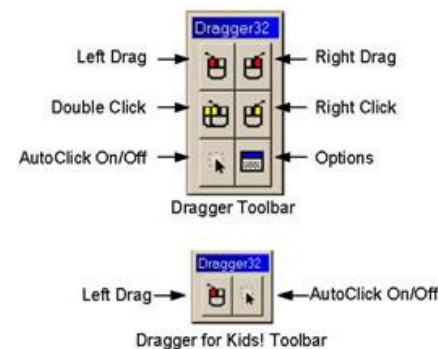 Dragger32
Left Drag
Right Drag
Double Click
Right Click
AutoClick On/Off
Options
Dragger Toolbar
Dragger32
Left Drag
AutoClick On/Off
Dragger for Kids! Toolbar